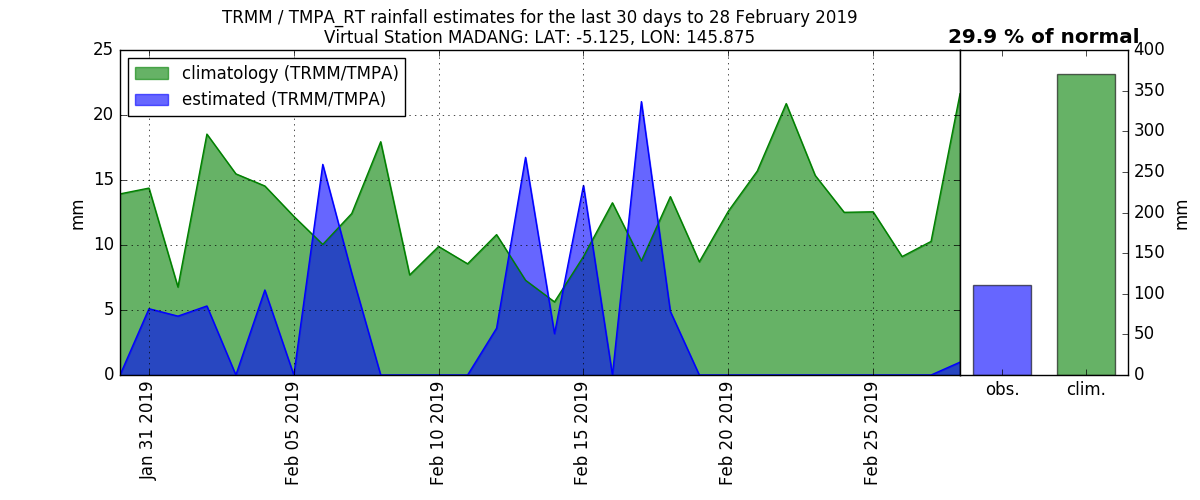 TRMM / TMPA_RT rainfall estimates for the last 30 days to 28 February 2019
Virtual Station MADANG: LAT: -5.125, LON: 145.875
29.9 % of normal
climatology (TRMM/TMPA)
estimated (TRMM/TMPA)
mm
25
20
15
10
5
0
Jan 31 2019
Feb 05 2019
Feb 10 2019
Feb 15 2019
Feb 20 2019
Feb 25 2019
400
350
300
250
200
150
100
50
0
mm
obs.
clim.